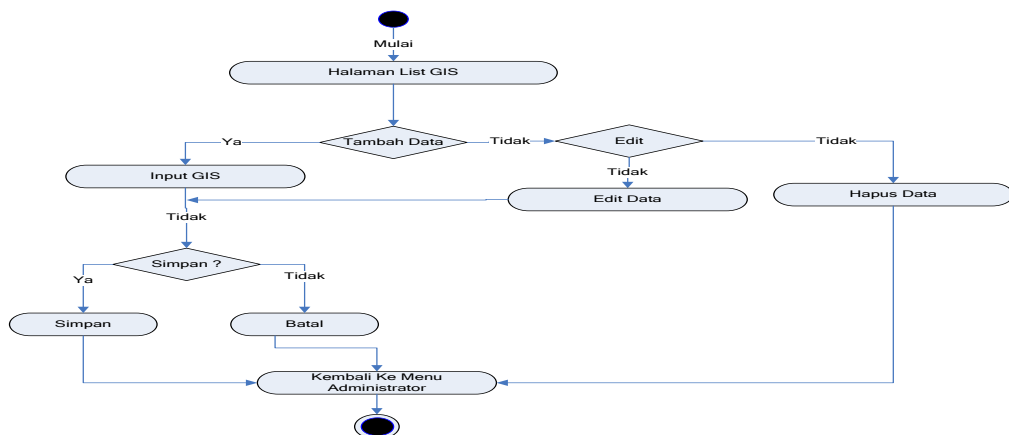 Mulai
Halaman List GIS
Tambah Data
Ya
Tidak
Edit
Tidak
Tidak
Input GIS
Edit Data
Hapus Data
Tidak
Simpan ?
Ya
Tidak
Simpan
Batal
Kembali Ke Menu
Administrator